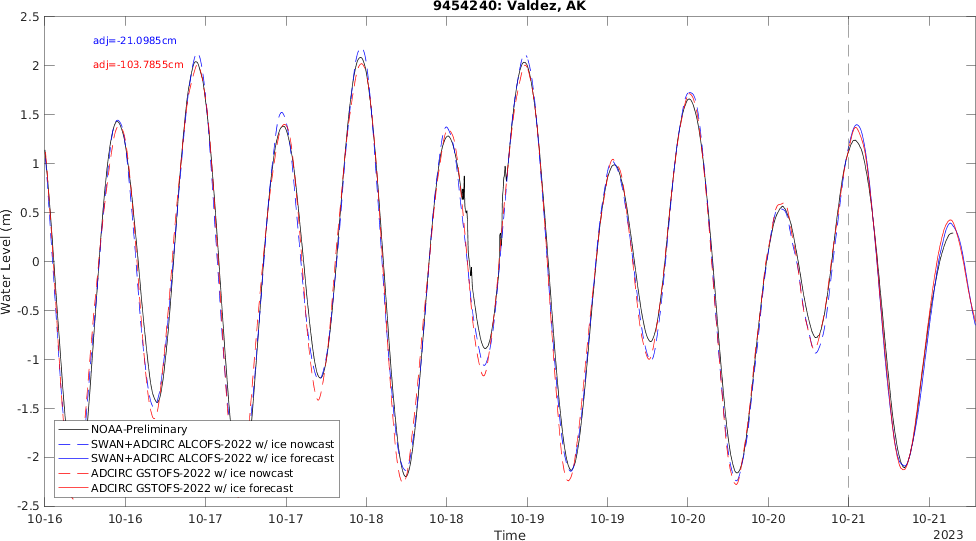 9454240: Valdez, AK
adj=-21.0985cm
adj=-103.7855cm
Water Level (m)
2.5
2
1.5
1
0.5
0
-0.5
-1
-1.5
-2
-2.5
NOAA-Preliminary
SWAN+ADCIRC ALCOFS-2022 w/ ice nowcast
SWAN+ADCIRC ALCOFS-2022 w/ ice forecast
ADCIRC GSTOFS-2022 w/ ice nowcast
ADCIRC GSTOFS-2022 w/ ice forecast
10-16 10-16 10-17 10-17 10-18 10-18 10-19 10-19 10-20 10-20 10-21 10-21
Time
2023